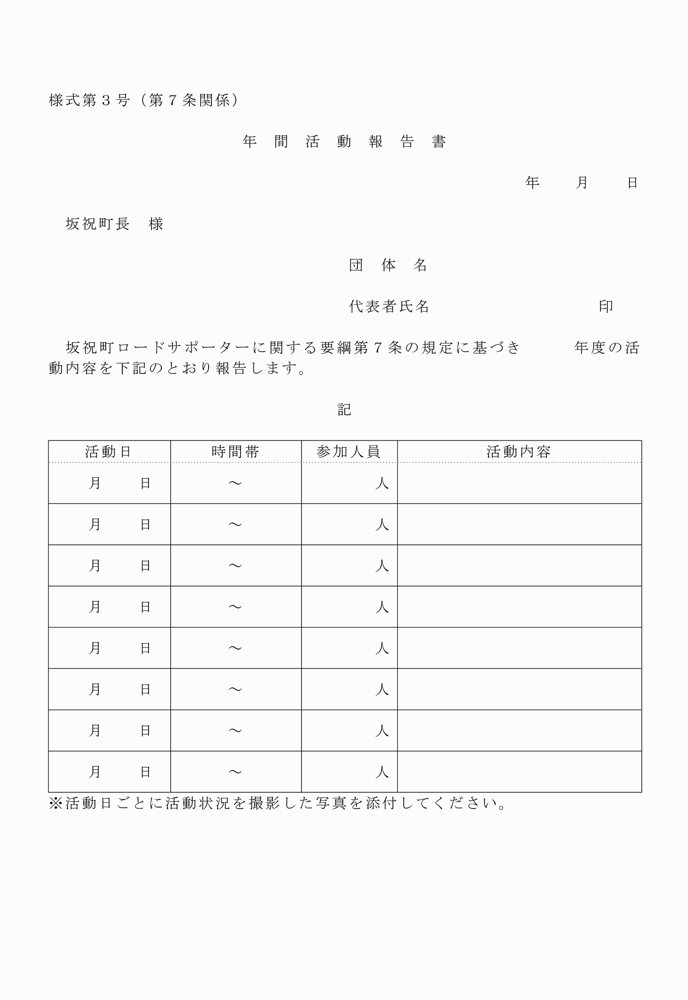 様式第３号（第７条関係）
年　間　活　動　報　告　書
年　　月　　日
坂祝町長　様
団　体　名
代表者氏名　　　　　　　　　　印
坂祝町ロードサポーターに関する要綱第７条の規定に基づき　　　年度の活
動内容を下記のとおり報告します。
記
活動日　時間帯　参加人員　活動内容
月　　日　～　人
月　　日　～　人
月　　日　～　人
月　　日　～　人
月　　日　～　人
月　　日　～　人
月　　日　～　人
月　　日　～　人
※活動日ごとに活動状況を撮影した写真を添付してください。